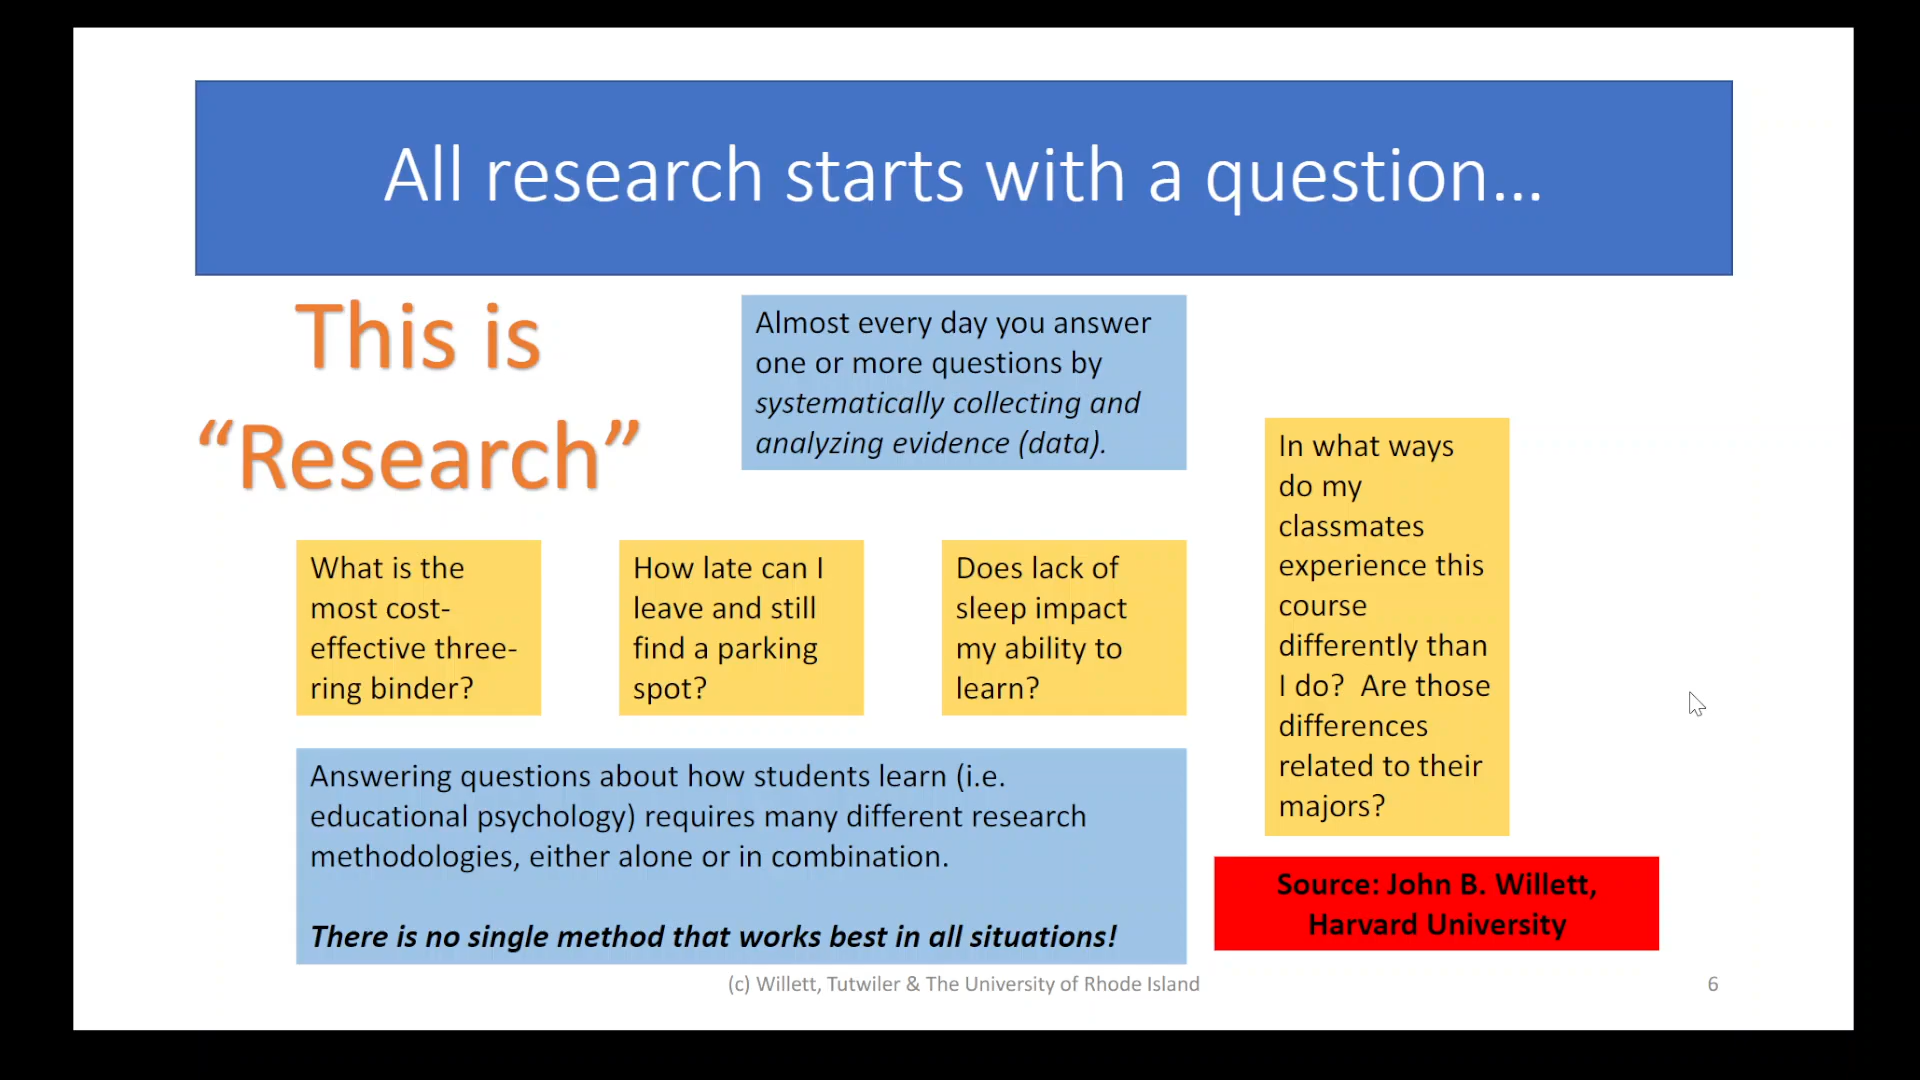 All research starts with a question...
This is
“Research”
Almost every day you answer
one or more questions by
systematically collecting and
analyzing evidence (data).
What is the
most cost-
effective three-
ring binder?
How late can I
leave and still
find a parking
spot?
Does lack of
sleep impact
my ability to
learn?
In what ways
do my
classmates
experience this
course
differently than
I do?  Are those
differences
related to their
majors?
Answering questions about how students learn (i.e.
educational psychology) requires many different research
methodologies, either alone or in combination.
There is no single method that works best in all situations!
Source: John B. Willett,
Harvard University
(c) Willett, Tutwiler & The University of Rhode Island
6